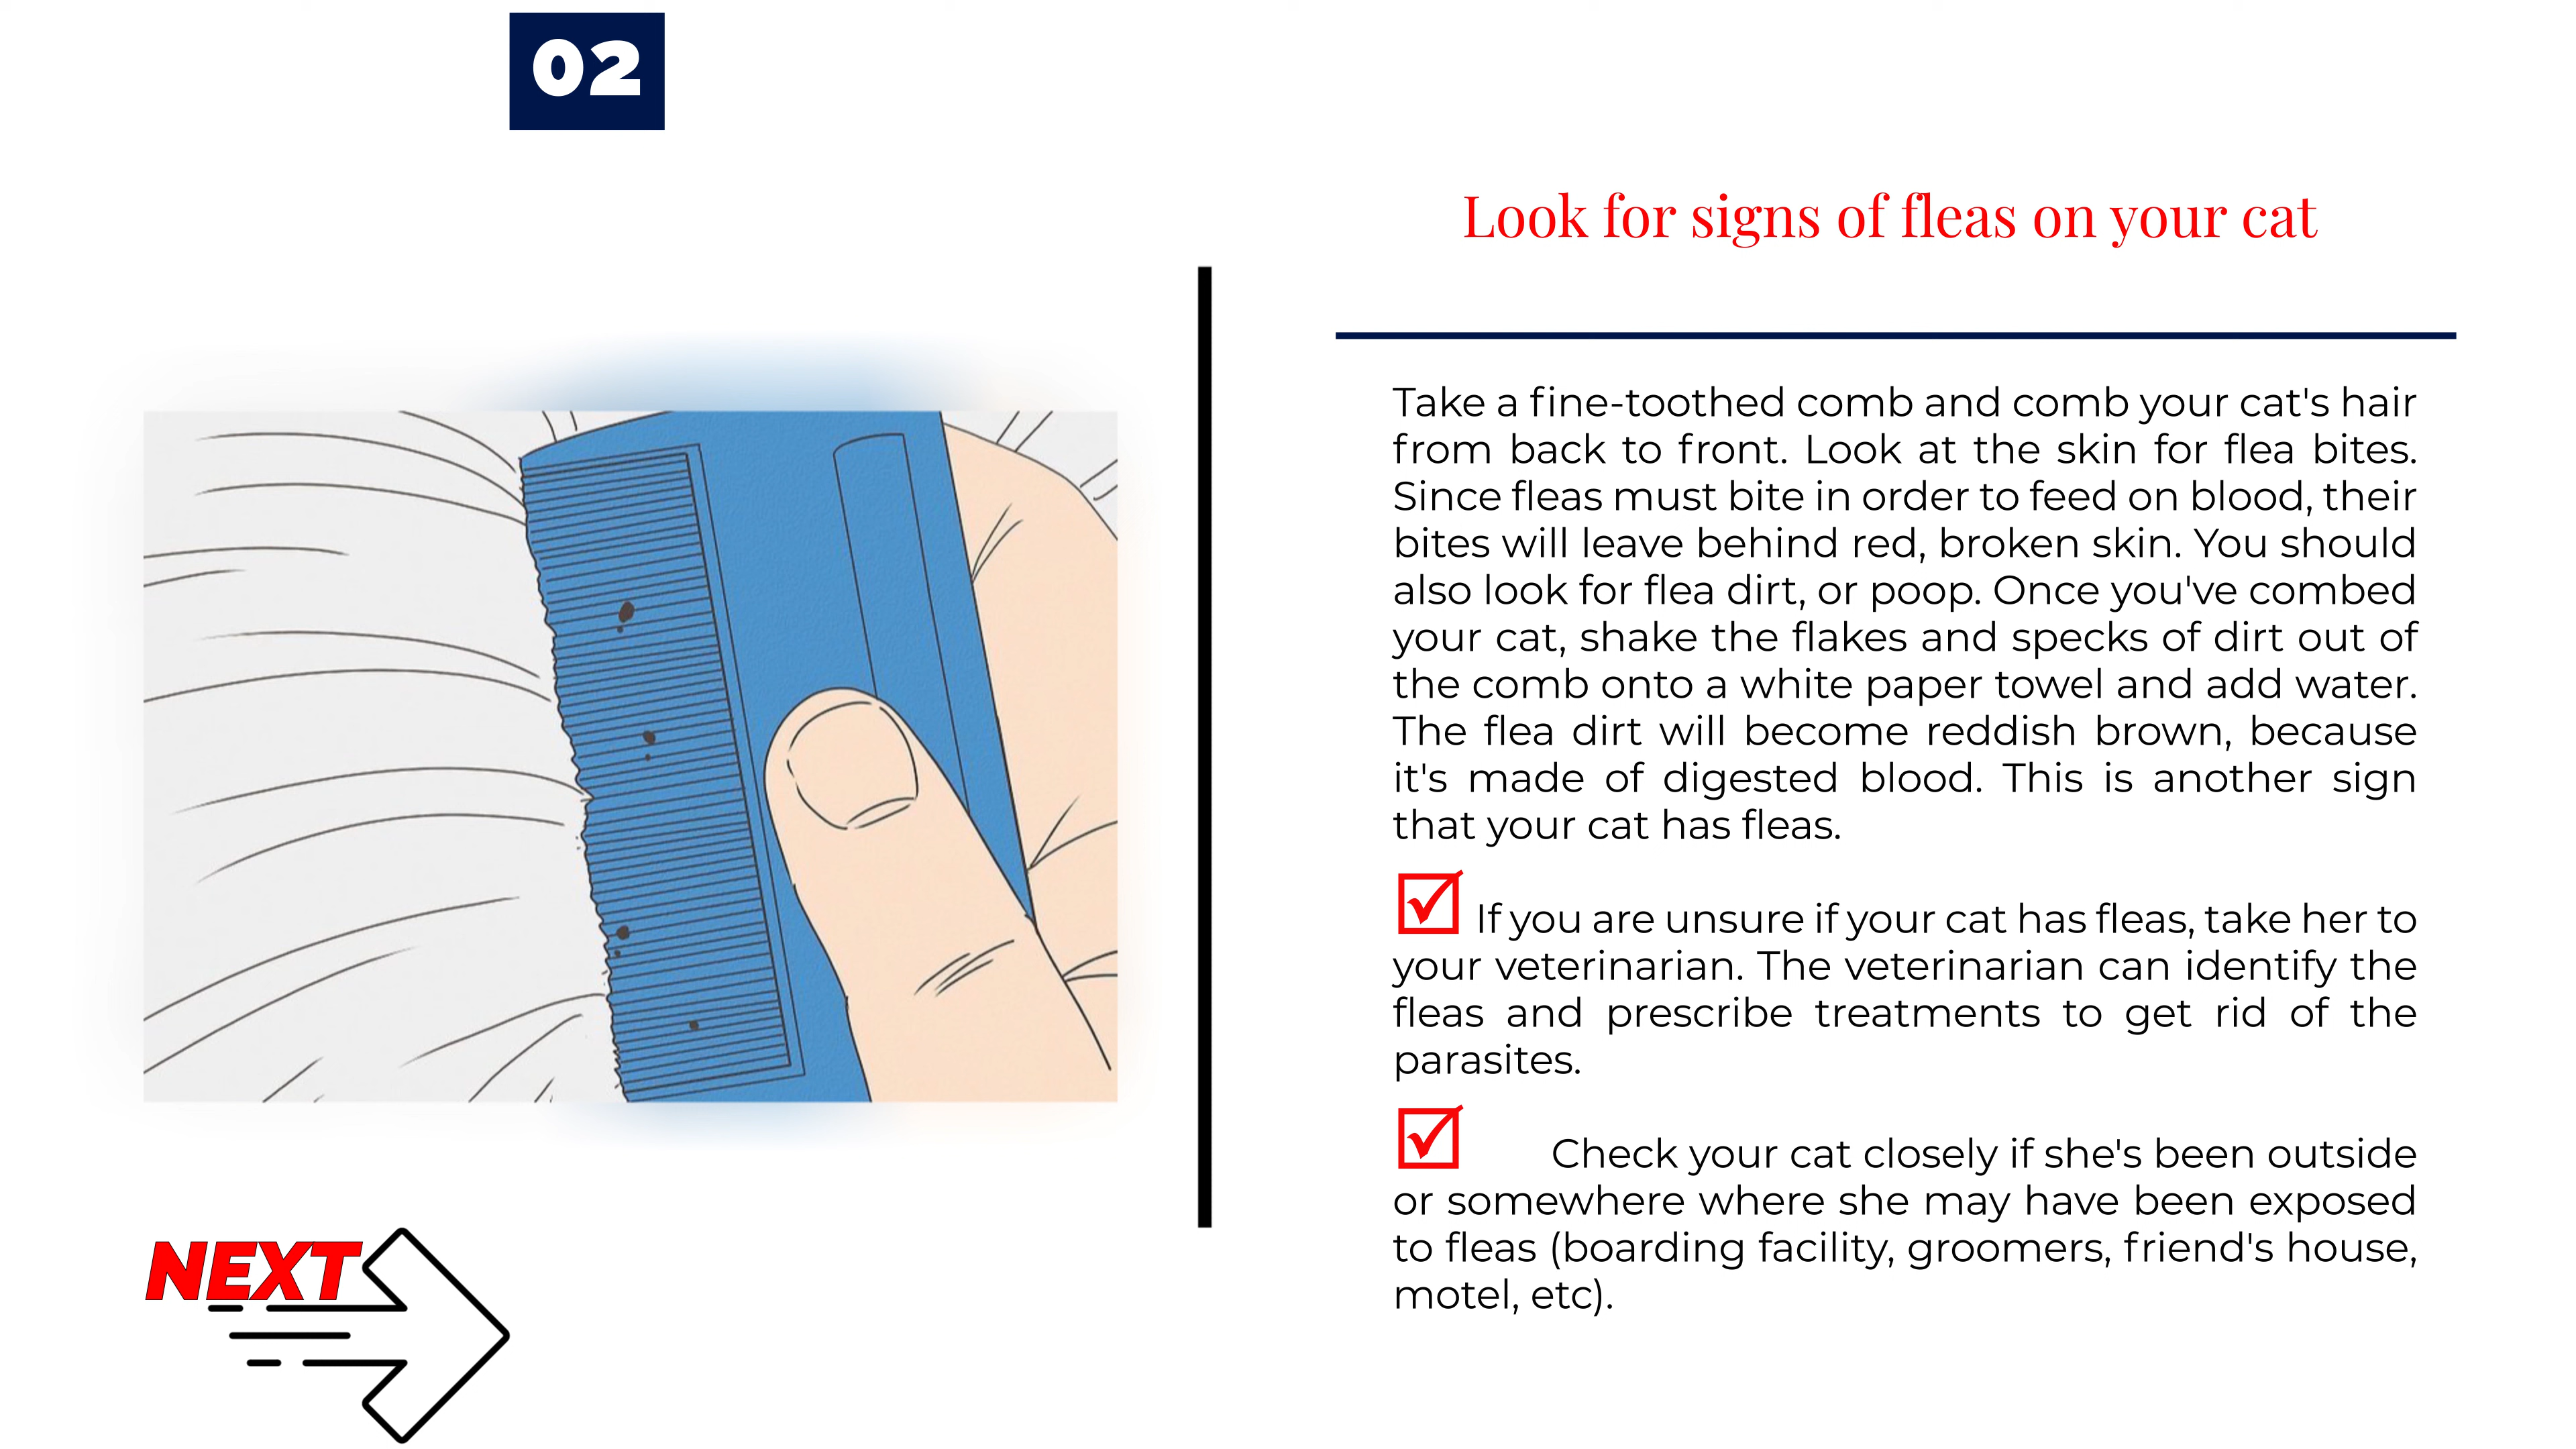 02
Look for signs of fleas on your cat
Take a fine-toothed comb and comb your cat's hair
from back to front. Look at the skin for flea bites.
Since fleas must bite in order to feed on blood, their
bites will leave behind red, broken skin. You should
also look for flea dirt, or poop. Once you've combed
your cat, shake the flakes and specks of dirt out of
the comb onto a white paper towel and add water.
The flea dirt will become reddish brown, because
it's made of digested blood. This is another sign
that your cat has fleas.
If you are unsure if your cat has fleas, take her to
your veterinarian. The veterinarian can identify the
fleas and prescribe treatments to get rid of the
parasites.
Check your cat closely if she's been outside
or somewhere where she may have been exposed
to fleas (boarding facility, groomers, friend's house,
motel, etc).
NEXT